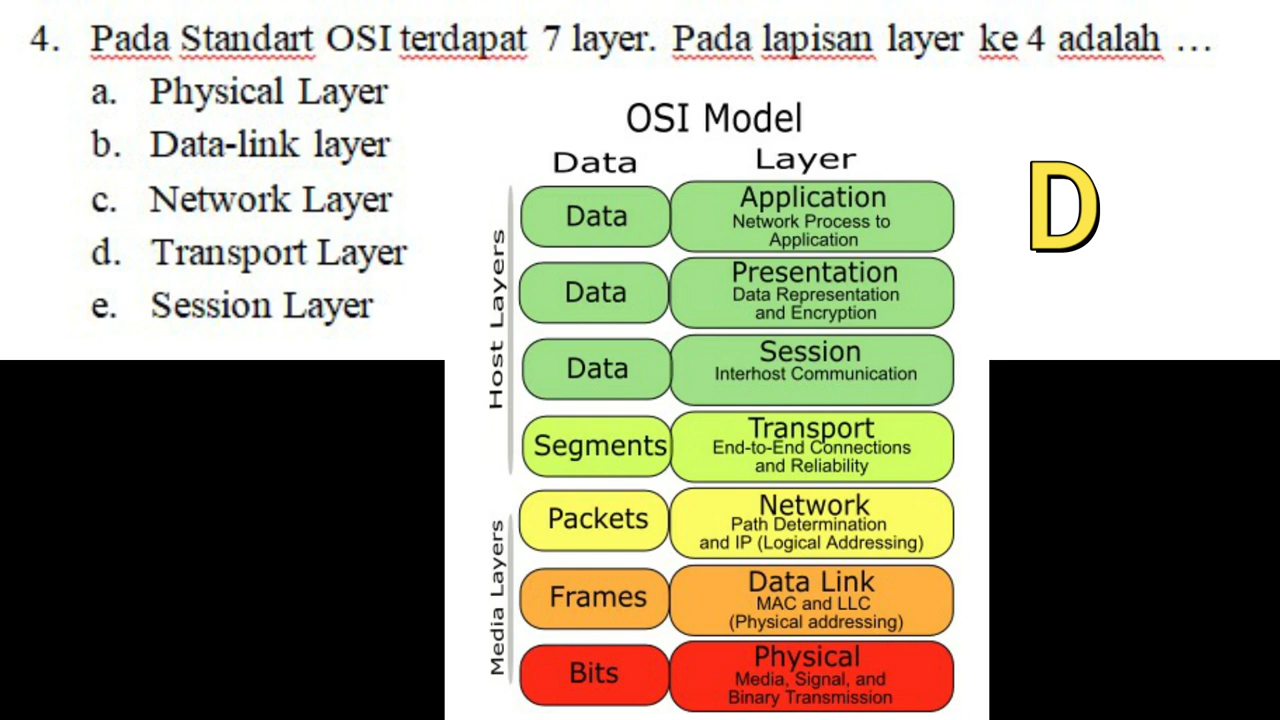 4. Pada Standart OSI terdapat 7 layer. Pada lapisan layer ke 4 adalah …
a. Physical Layer
b. Data-link layer
c. Network Layer
d. Transport Layer
e. Session Layer
OSI Model
Data Layer
Host Layers
Data
Application
Network Process to
Application
Data
Presentation
Data Representation
and Encryption
Data
Session
Interhost Communication
Segments
Transport
End-to-End Connections
and Reliability
Media Layers
Packets
Network
Path Determination
and IP (Logical Addressing)
Frames
Data Link
MAC and LLC
(Physical addressing)
Bits
Physical
Media, Signal, and
Binary Transmission
D